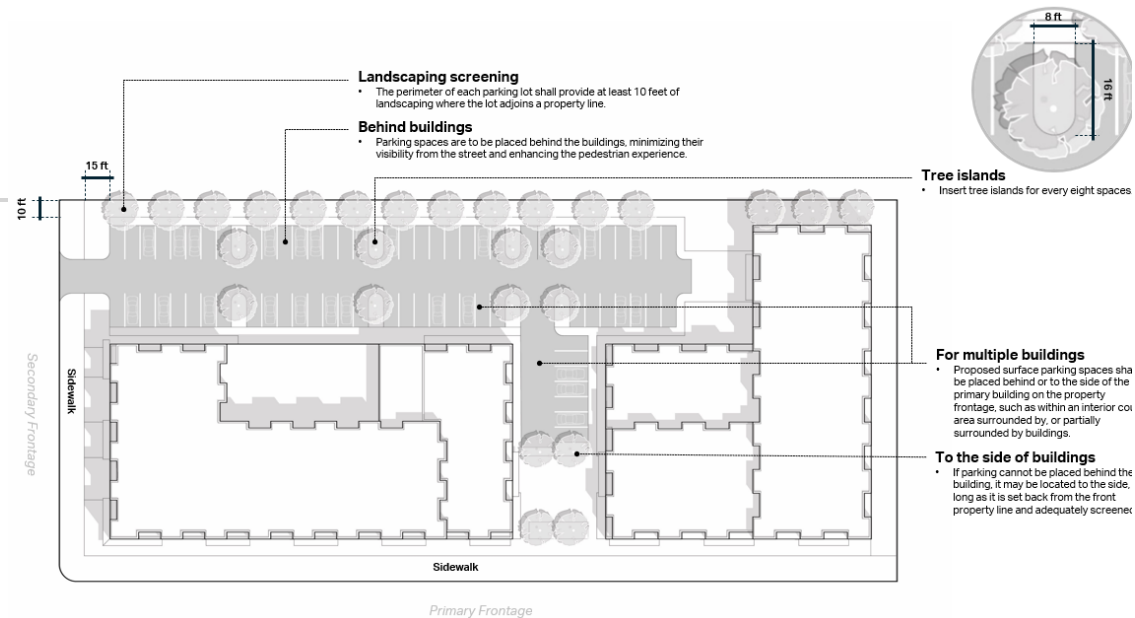 8 ft
16 ft
Landscaping screening
• The perimeter of each parking lot shall provide at least 10 feet of
landscaping where the lot adjoins a property line.
Behind buildings
• Parking spaces are to be placed behind the buildings, minimizing their
visibility from the street and enhancing the pedestrian experience.
15 ft
10 ft
Tree islands
• Insert tree islands for every eight spaces
For multiple buildings
• Proposed surface parking spaces sha
be placed behind or to the side of the
primary building on the property
frontage, such as within an interior cou
area surrounded by, or partially
surrounded by buildings.
To the side of buildings
• If parking cannot be placed behind the
building, it may be located to the side,
long as it is set back from the front
property line and adequately screened
Secondary Frontage
Sidewalk
Sidewalk
Primary Frontage